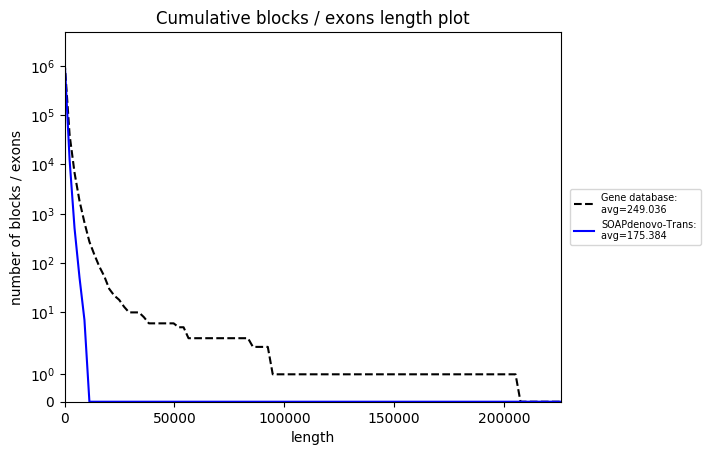 Cumulative blocks / exons length plot
number of blocks / exons
10⁶
10⁵
10⁴
10³
10²
10¹
10⁰
0
0 50000 100000 150000 200000
length
Gene database:
avg=249.036
SOAPdenovo-Trans:
avg=175.384